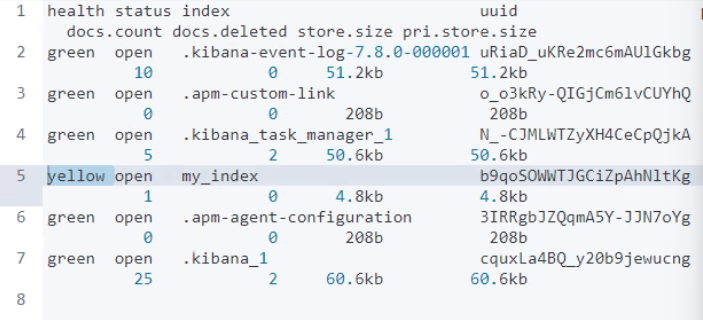 1 health status index uuid
docs.count docs.deleted store.size pri.store.size
2 green open .kibana-event-log-7.8.0-000001 uRiaD_uKRe2mc6mAUlGkbg
10 0 51.2kb 51.2kb
3 green open .apm-custom-link o_o3kRy-QIGjCm6lvCUYhQ
0 0 208b 208b
4 green open .kibana_task_manager_1 N_-CJMLWTZyXH4CeCpQjkA
5 2 50.6kb 50.6kb
5 yellow open my_index b9qoSOWWTJGCiZpAhNltKg
1 0 4.8kb 4.8kb
6 green open .apm-agent-configuration 3IRRgbJZQqmA5Y-JJN7oYg
0 0 208b 208b
7 green open .kibana_1 cquxLa4BQ_y20b9jewucng
25 2 60.6kb 60.6kb
8